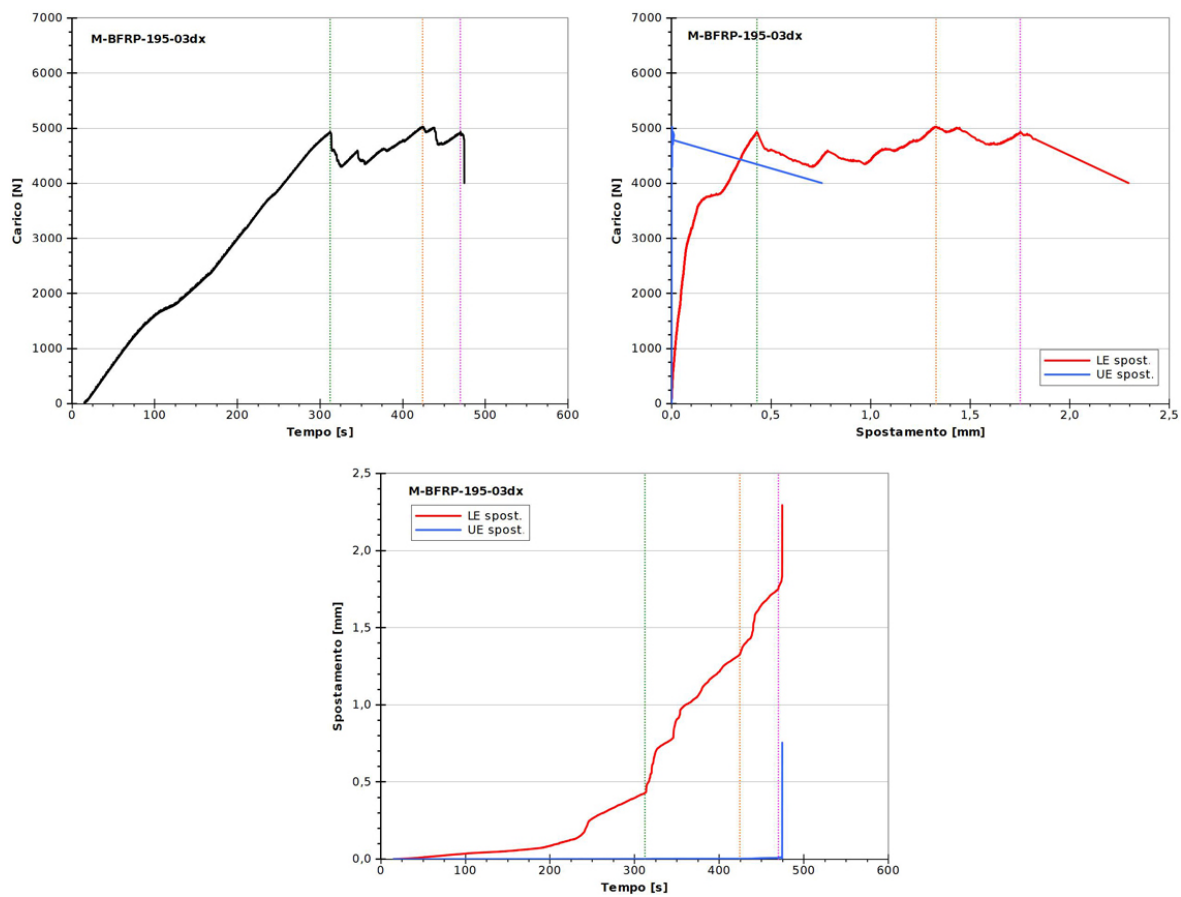 M-BFRP-195-03dx
Carico [N]
7000
6000
5000
4000
3000
2000
1000
0
0 100 200 300 400 500 600
Tempo [s]
M-BFRP-195-03dx
Carico [N]
7000
6000
5000
4000
3000
2000
1000
0
LE spost.
UE spost.
0,0 0,5 1,0 1,5 2,0 2,5
Spostamento [mm]
M-BFRP-195-03dx
LE spost.
UE spost.
Spostamento [mm]
2,5
2,0
1,5
1,0
0,5
0,0
0 100 200 300 400 500 600
Tempo [s]